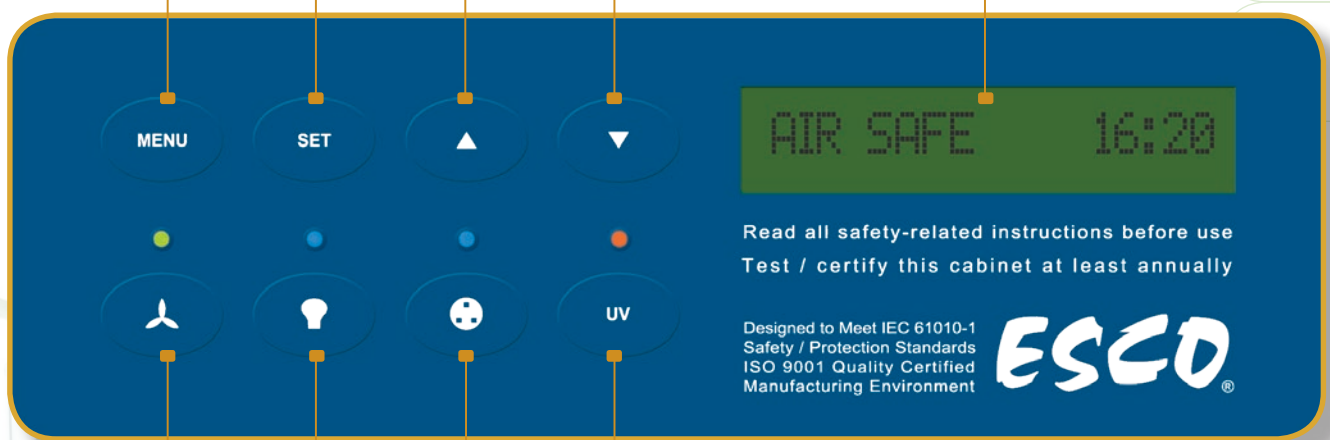 MENU SET
AIR SAFE 16:20
UV
Read all safety-related instructions before use
Test / certify this cabinet at least annually
Designed to Meet IEC 61010-1
Safety / Protection Standards
ISO 9001 Quality Certified
Manufacturing Environment
ESCO®